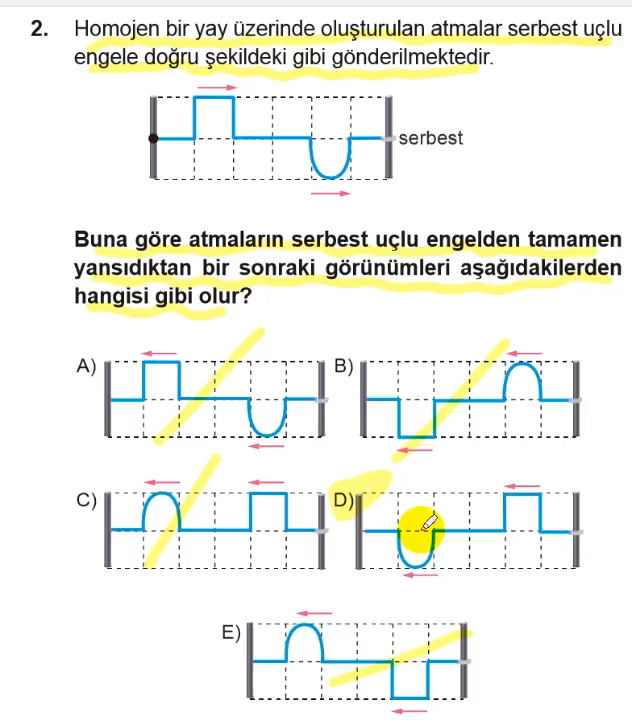 2. Homojen bir yay üzerinde oluşturulan atmalar serbest uçlu
engele doğru şekildeki gibi gönderilmektedir.
serbest
Buna göre atmaların serbest uçlu engelden tamamen
yansıdıktan bir sonraki görünümleri aşağıdakilerden
hangisi gibi olur?
A)
B)
C)
D)
E)